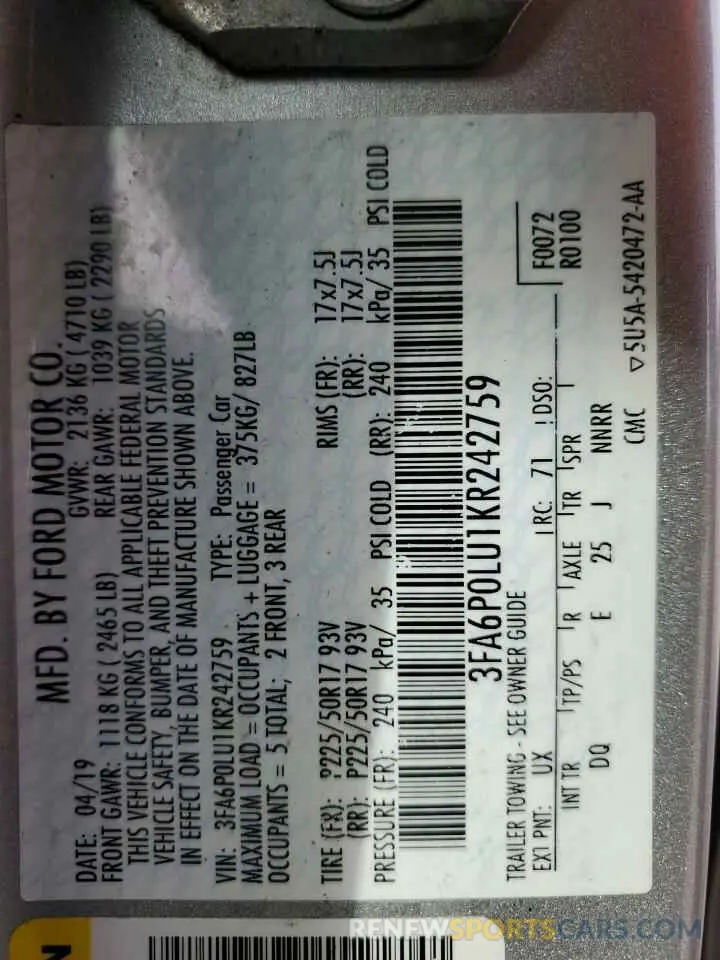 MFD. BY FORD MOTOR CO.
DATE: 04/19 GVWR: 2136 KG ( 4710 LB)
FRONT GAWR: 1118 KG ( 2465 LB) REAR GAWR: 1039 KG ( 2290 LB)
THIS VEHICLE CONFORMS TO ALL APPLICABLE FEDERAL MOTOR
VEHICLE SAFETY, BUMPER, AND THEFT PREVENTION STANDARDS
IN EFFECT ON THE DATE OF MANUFACTURE SHOWN ABOVE.
VIN: 3FA6P0LU1KR242759 TYPE: Passenger Car
MAXIMUM LOAD = OCCUPANTS + LUGGAGE = 375KG/ 827LB
OCCUPANTS = 5 TOTAL; 2 FRONT, 3 REAR
TIRE (FR): P225/50R17 93V RIMS (FR): 17x7.5J
(RR): P225/50R17 93V (RR): 17x7.5J
PRESSURE (FR): 240 kPa/ 35 PSI COLD (RR): 240 kPa/ 35 PSI COLD
3FA6P0LU1KR242759
TRAILER TOWING - SEE OWNER GUIDE F0072
EXT PNT: UX RC: 71 DSO: R0100
INT TR TP/PS R AXLE TR SPR
DQ E 25 J NNRR
CMC ▽5U5A-5420472-AA
N
RENEWSPORTSCARS.COM